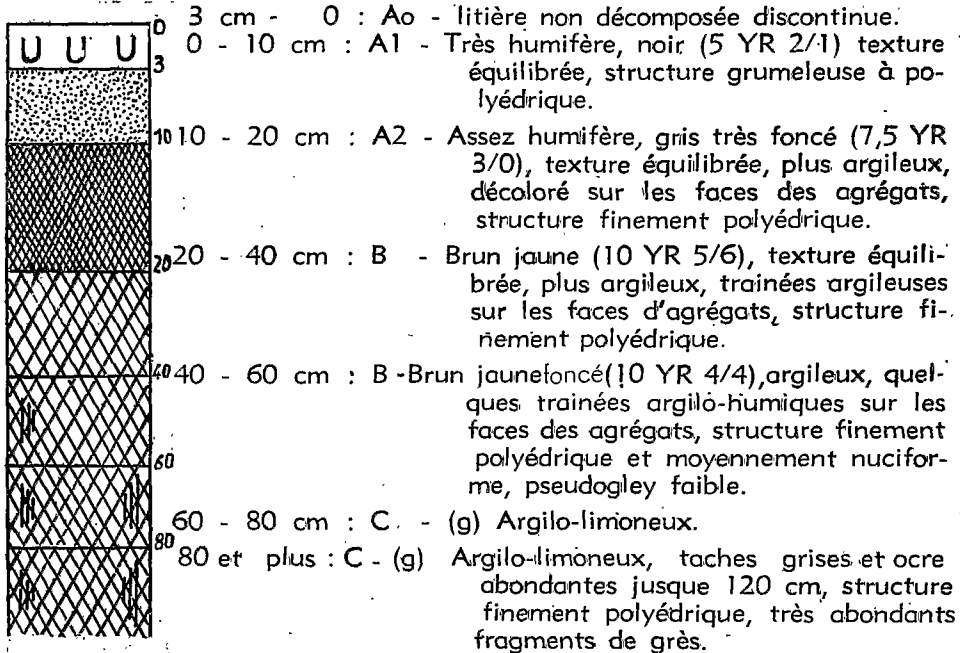 3 cm - 0 : Ao - litière non décomposée discontinue.
0 - 10 cm : A1 - Très humifère, noir (5 YR 2/1) texture
équilibrée, structure grumeleuse à po-
lyédrique.
10 - 20 cm : A2 - Assez humifère, gris très foncé (7,5 YR
3/0), texture équilibrée, plus argileux,
décoloré sur les faces des agrégats,
structure finement polyédrique.
20 - 40 cm : B - Brun jaune (10 YR 5/6), texture équili-
brée, plus argileux, trainées argileuses
sur les faces d'agrégats, structure fi-
nement polyédrique.
40 - 60 cm : B - Brun jaune foncé (10 YR 4/4), argileux, quel-
ques trainées argilo-humiques sur les
faces des agrégats, structure finement
polyédrique et moyennement nucifor-
me, pseudogley faible.
60 - 80 cm : C. - (g) Argilo-limoneux.
80 et plus : C - (g) Argilo-limoneux, taches grises et ocre
abondantes jusque 120 cm, structure
finement polyédrique, très abondants
fragments de grès.
0
U U U
3
10
20
40
60
80